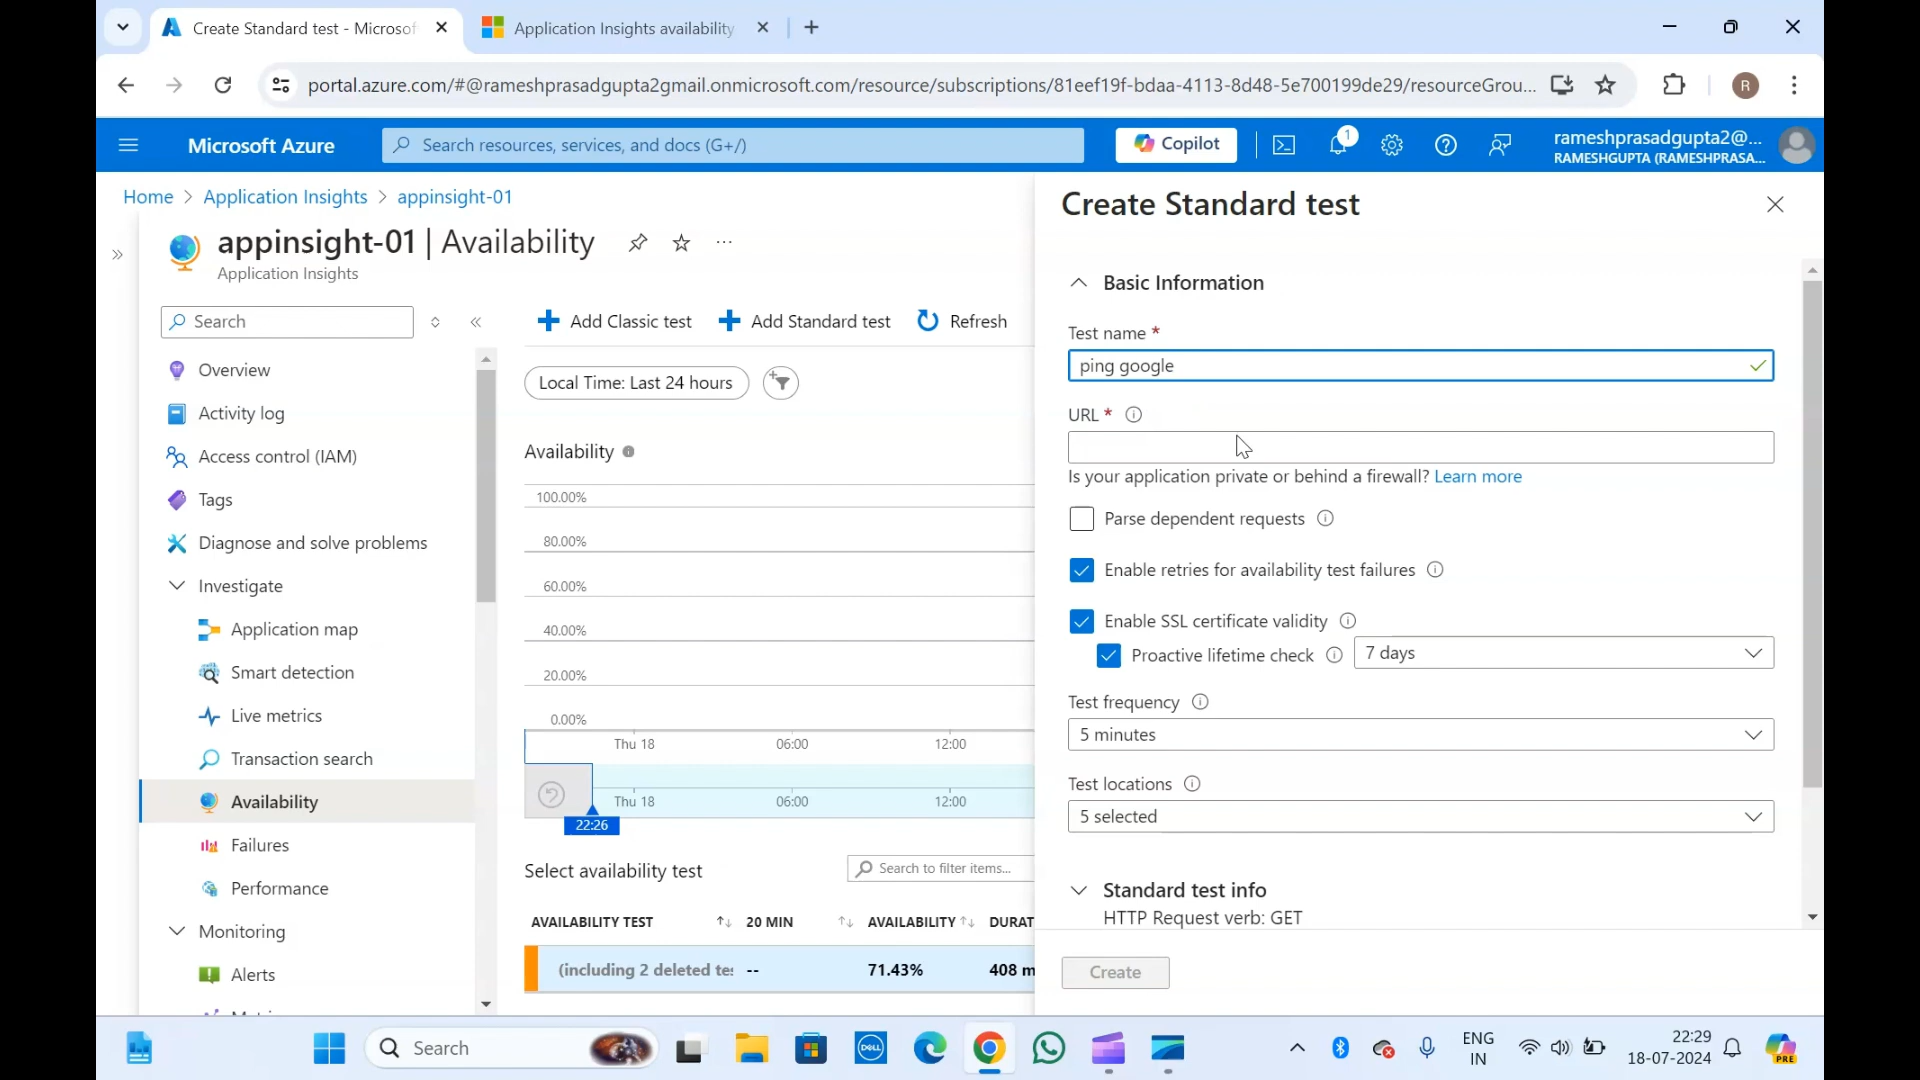 Create Standard test - Microsof
Application Insights availability
portal.azure.com/#@rameshprasadgupta2gmail.onmicrosoft.com/resource/subscriptions/81eef19f-bdaa-4113-8d48-5e700199de29/resourceGrou...
R
Microsoft Azure
Search resources, services, and docs (G+/)
Copilot
1
rameshprasadgupta2@...
RAMESHGUPTA (RAMESHPRASA...
Home > Application Insights > appinsight-01
appinsight-01 | Availability
...
Application Insights
Search
Overview
Activity log
Access control (IAM)
Tags
Diagnose and solve problems
Investigate
Application map
Smart detection
Live metrics
Transaction search
Availability
Failures
Performance
Monitoring
Alerts
Add Classic test
Add Standard test
Refresh
Local Time: Last 24 hours
Availability
100.00%
80.00%
60.00%
40.00%
20.00%
0.00%
Thu 18 06:00 12:00
Thu 18 06:00 12:00
22:26
Select availability test
Search to filter items...
AVAILABILITY TEST 20 MIN AVAILABILITY DURAT
(including 2 deleted te: -- 71.43% 408 m
Create Standard test
Basic Information
Test name *
ping google
URL *
Is your application private or behind a firewall? Learn more
Parse dependent requests
Enable retries for availability test failures
Enable SSL certificate validity
Proactive lifetime check 7 days
Test frequency
5 minutes
Test locations
5 selected
Standard test info
HTTP Request verb: GET
Create
Search
DELL
ENG
IN
22:29
18-07-2024
PRE